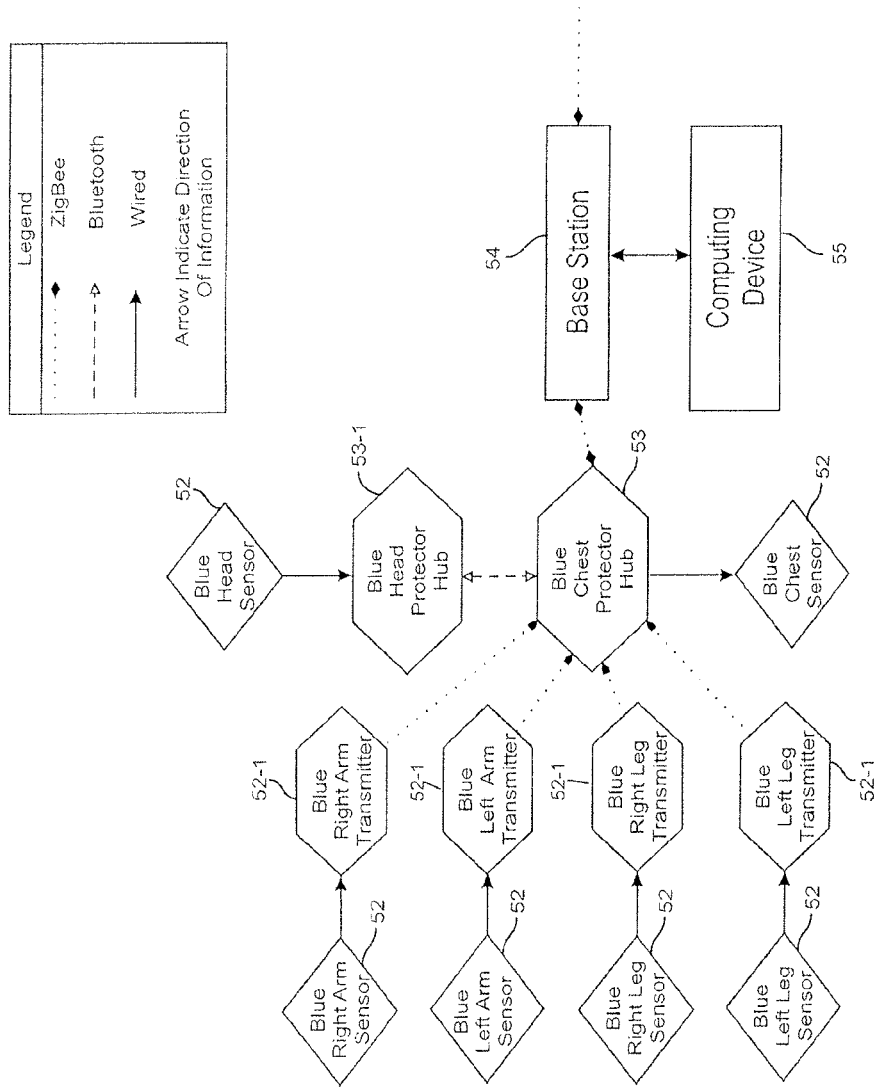 Legend
ZigBee
Bluetooth
Wired
Arrow Indicate Direction
Of Information
52
Blue
Head
Sensor
53-1
Blue
Head
Protector
Hub
53
Blue
Chest
Protector
Hub
52
Blue
Chest
Sensor
54
Base Station
Computing
Device
55
52-1
Blue
Right Arm
Transmitter
52-1
Blue
Left Arm
Transmitter
52-1
Blue
Right Leg
Transmitter
52-1
Blue
Left Leg
Transmitter
Blue
Right Arm
Sensor
52
Blue
Left Arm
Sensor
52
Blue
Right Leg
Sensor
52
Blue
Left Leg
Sensor
52